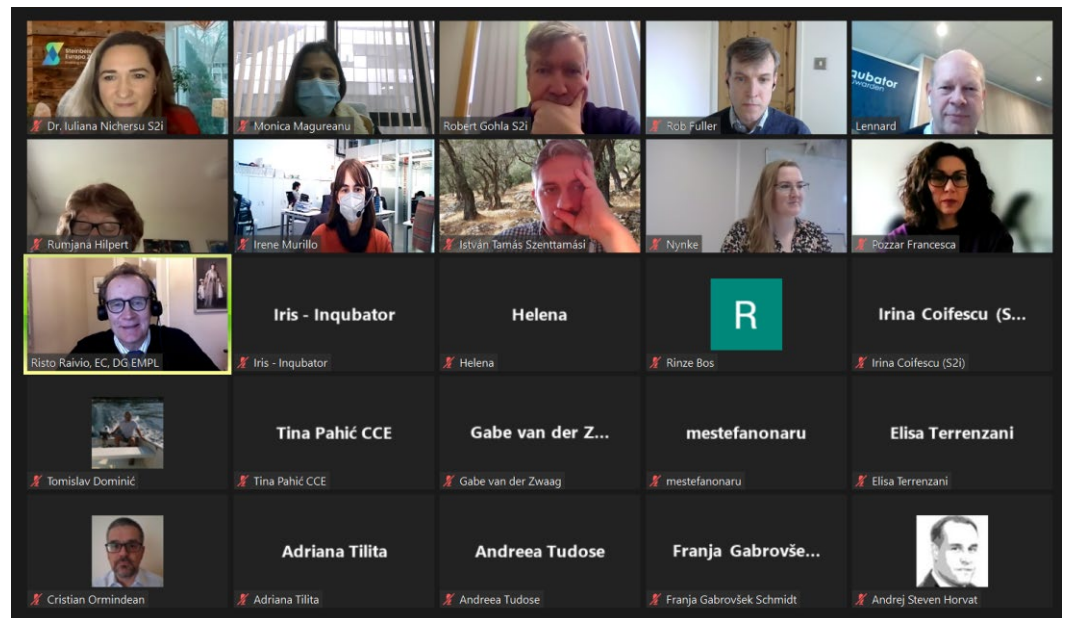 Rheinbeis
Europa
Dr. Iuliana Nichersu S2i
Monica Magureanu
Robert Gohla S2i
Rob Fuller
qubator
warden
Lennard
Rumjana Hilpert
Irene Murillo
István Tamás Szenttamási
Nynke
Pozzar Francesca
Risto Raivio, EC, DG EMPL
Iris - Inqubator
Iris - Inqubator
Helena
Helena
R
Rinze Bos
Irina Coifescu (S...
Irina Coifescu (S2i)
Tomislav Dominić
Tina Pahić CCE
Tina Pahić CCE
Gabe van der Z...
Gabe van der Zwaag
mestefanonaru
mestefanonaru
Elisa Terrenzani
Elisa Terrenzani
Cristian Ormindean
Adriana Tilita
Adriana Tilita
Andreea Tudose
Andreea Tudose
Franja Gabrovše...
Franja Gabrovšek Schmidt
Andrej Steven Horvat